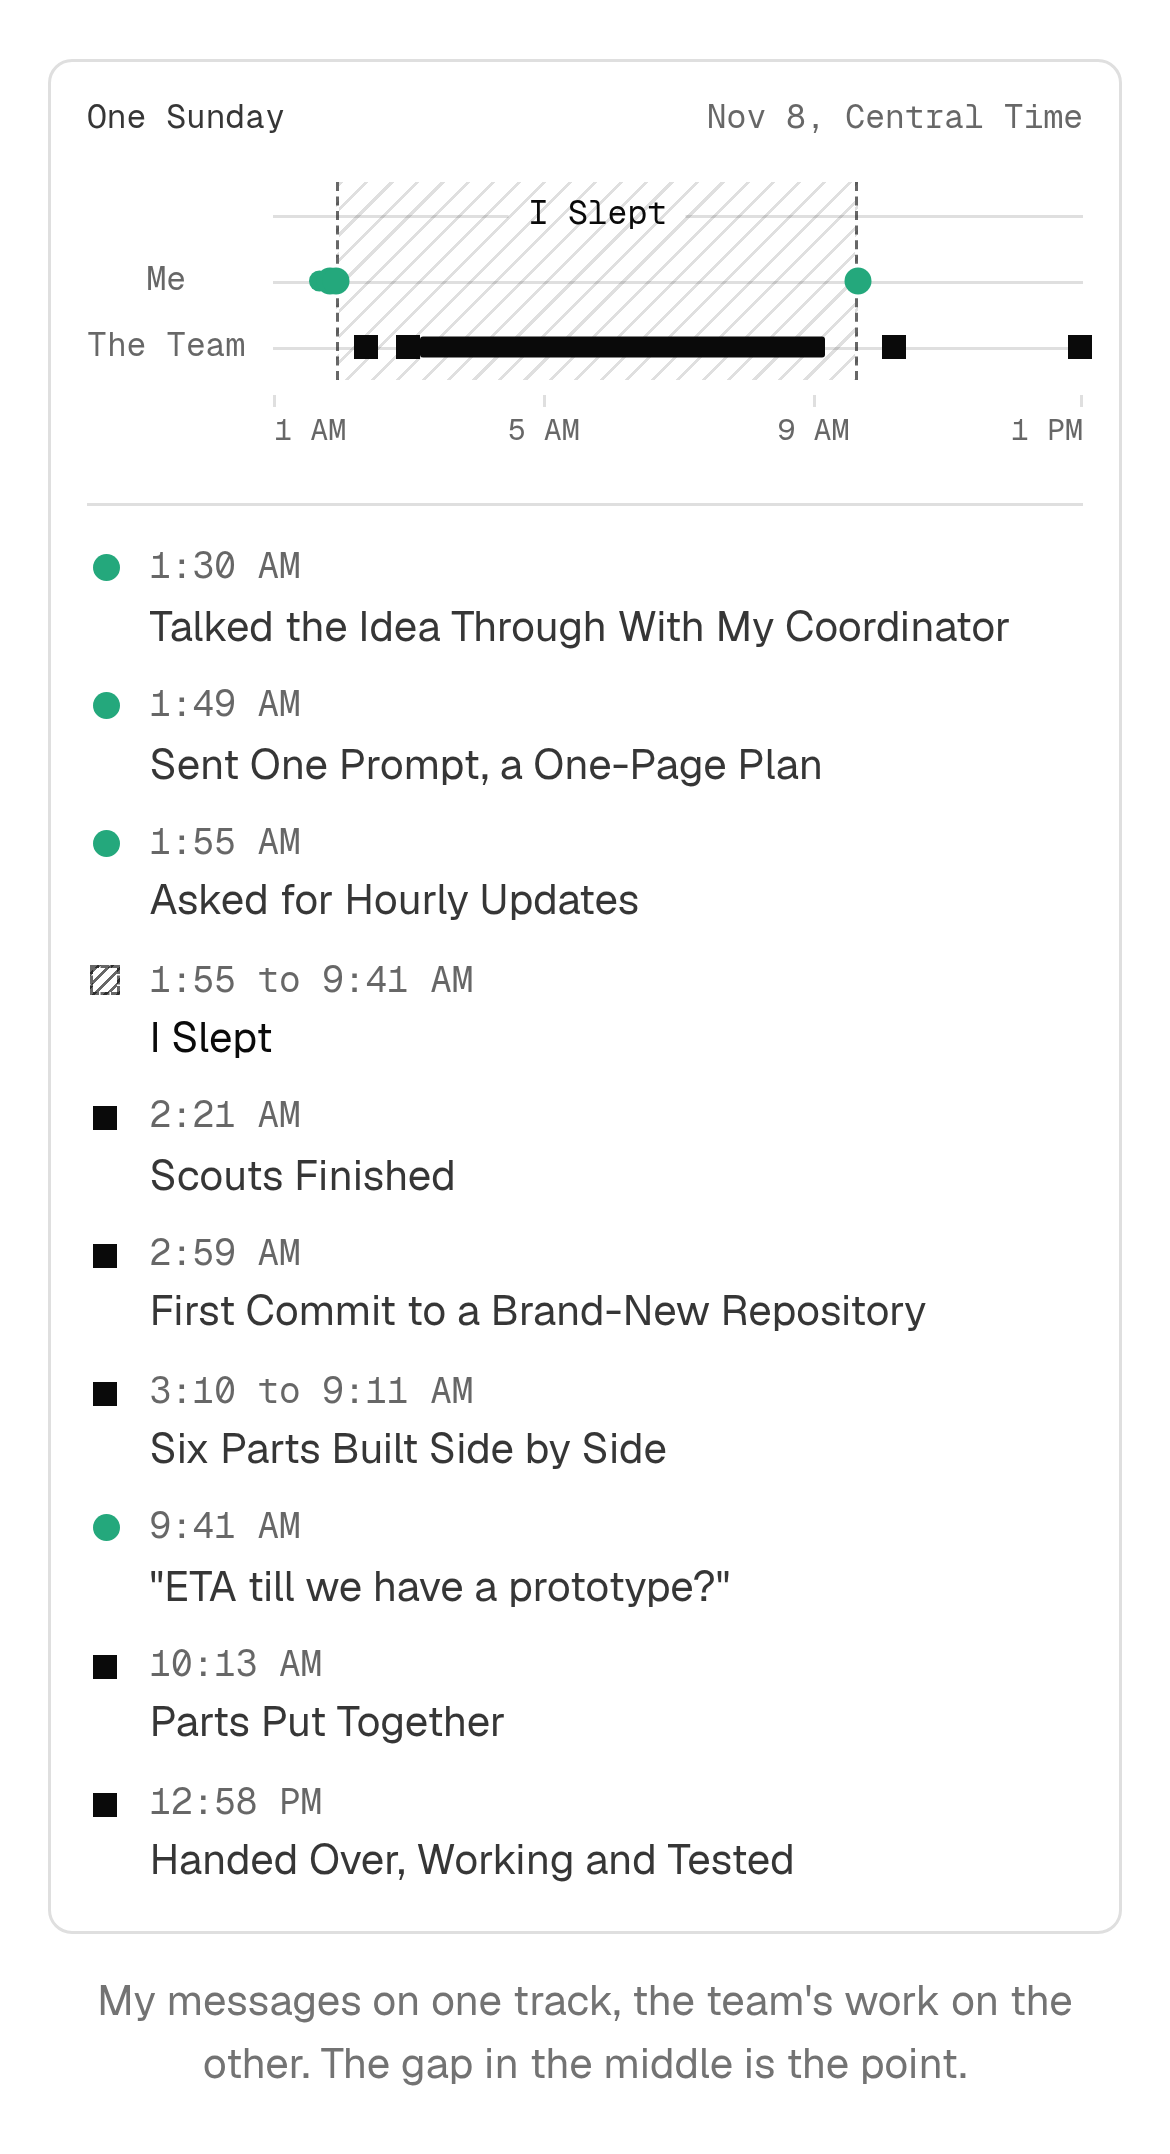 One Sunday
Nov 8, Central Time
I Slept
Me
The Team
1 AM
5 AM
9 AM
1 PM
1:30 AM
Talked the Idea Through With My Coordinator
1:49 AM
Sent One Prompt, a One-Page Plan
1:55 AM
Asked for Hourly Updates
1:55 to 9:41 AM
I Slept
2:21 AM
Scouts Finished
2:59 AM
First Commit to a Brand-New Repository
3:10 to 9:11 AM
Six Parts Built Side by Side
9:41 AM
"ETA till we have a prototype?"
10:13 AM
Parts Put Together
12:58 PM
Handed Over, Working and Tested
My messages on one track, the team's work on the
other. The gap in the middle is the point.